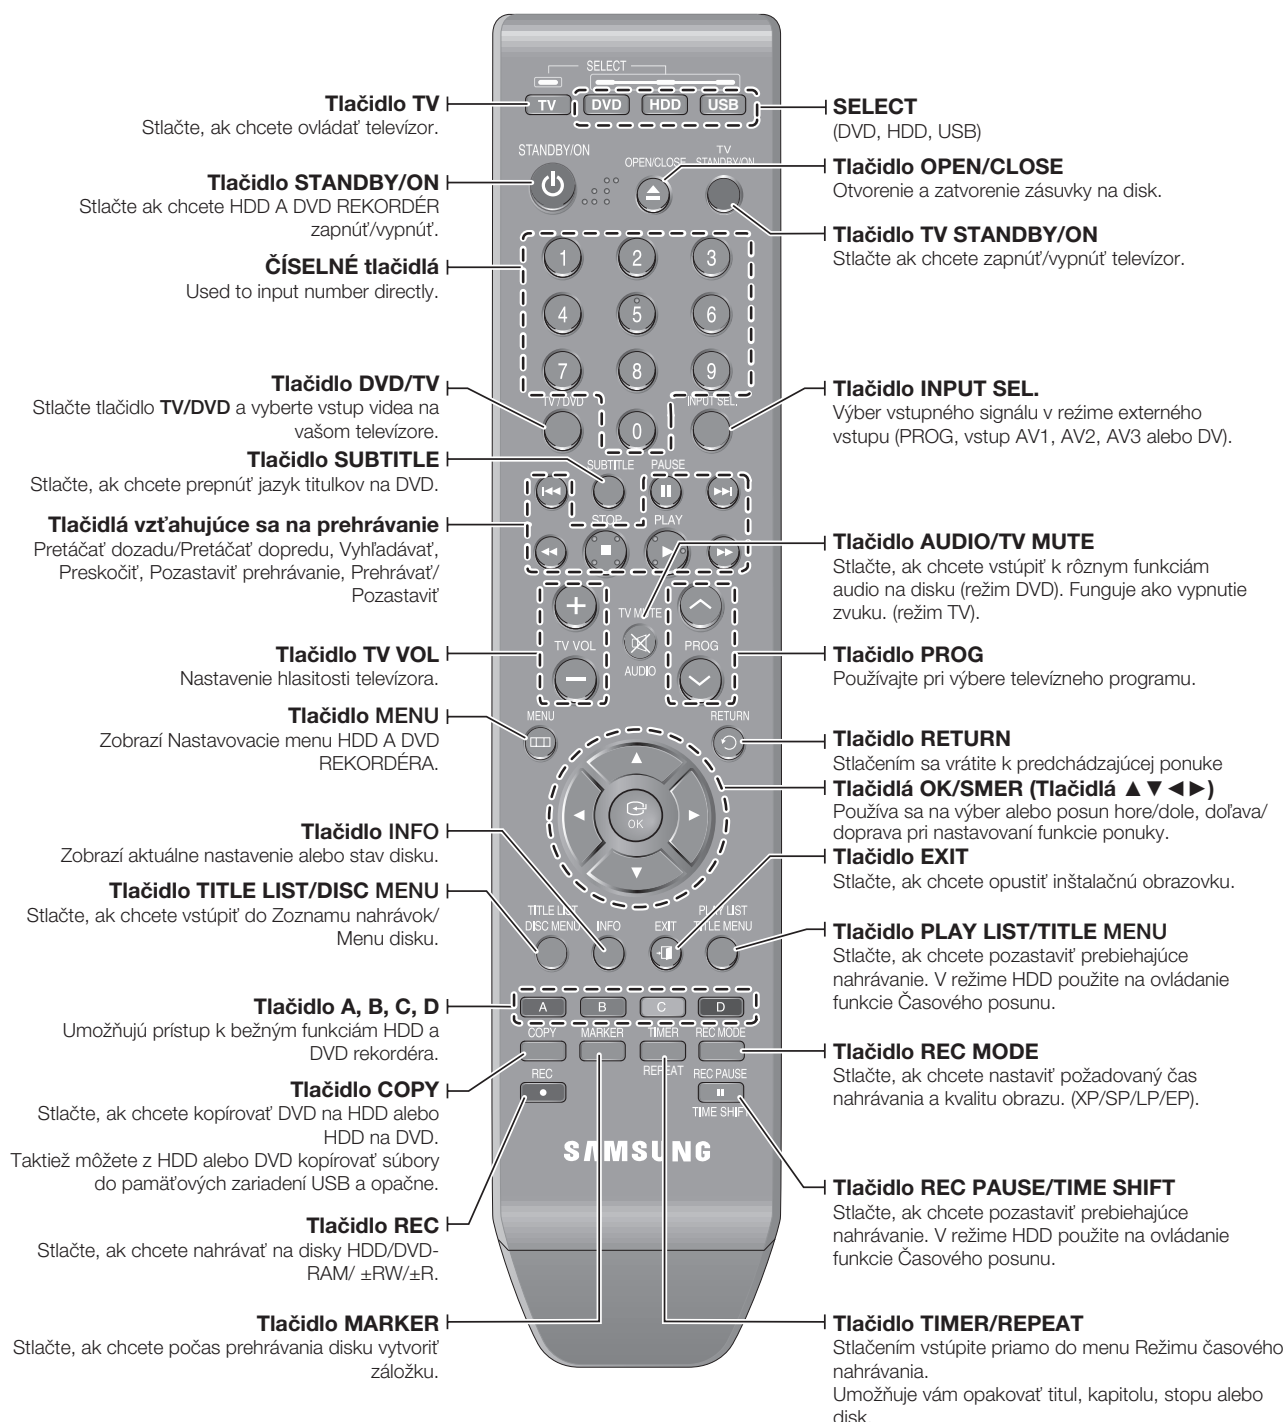 Tlačidlo TV
Stlačte, ak chcete ovládať televízor.
Tlačidlo STANDBY/ON
Stlačte ak chcete HDD A DVD REKORDÉR
zapnúť/vypnúť.
ČÍSELNÉ tlačidlá
Used to input number directly.
Tlačidlo DVD/TV
Stlačte tlačidlo TV/DVD a vyberte vstup videa na
vašom televízore.
Tlačidlo SUBTITLE
Stlačte, ak chcete prepnúť jazyk titulkov na DVD.
Tlačidlá vzťahujúce sa na prehrávanie
Pretáčať dozadu/Pretáčať dopredu, Vyhľadávať,
Preskočiť, Pozastaviť prehrávanie, Prehrávať/
Pozastaviť
Tlačidlo TV VOL
Nastavenie hlasitosti televízora.
Tlačidlo MENU
Zobrazí Nastavovacie menu HDD A DVD
REKORDÉRA.
Tlačidlo INFO
Zobrazí aktuálne nastavenie alebo stav disku.
Tlačidlo TITLE LIST/DISC MENU
Stlačte, ak chcete vstúpiť do Zoznamu nahrávok/
Menu disku.
Tlačidlo A, B, C, D
Umožňujú prístup k bežným funkciám HDD a
DVD rekordéra.
Tlačidlo COPY
Stlačte, ak chcete kopírovať DVD na HDD alebo
HDD na DVD.
Taktiež môžete z HDD alebo DVD kopírovať súbory
do pamäťových zariadení USB a opačne.
Tlačidlo REC
Stlačte, ak chcete nahrávať na disky HDD/DVD-
RAM/ ±RW/±R.
Tlačidlo MARKER
Stlačte, ak chcete počas prehrávania disku vytvoriť
záložku.
SELECT
TV DVD HDD USB
STANDBY/ON
OPEN/CLOSE
TV
STANDBY/ON
1 2 3
4 5 6
7 8 9
TV / DVD
0
INPUT SEL.
SUBTITLE PAUSE
STOP PLAY
TV MUTE
TV VOL
PROG
AUDIO
MENU
RETURN
OK
TITLE LIST
DISC MENU
INFO
EXIT
PLAY LIST
TITLE MENU
A B C D
COPY MARKER TIMER REC MODE
REC
REPEAT
REC PAUSE
TIME SHIFT
SAMSUNG
SELECT
(DVD, HDD, USB)
Tlačidlo OPEN/CLOSE
Otvorenie a zatvorenie zásuvky na disk.
Tlačidlo TV STANDBY/ON
Stlačte ak chcete zapnúť/vypnúť televízor.
Tlačidlo INPUT SEL.
Výber vstupného signálu v reźime externého
vstupu (PROG, vstup AV1, AV2, AV3 alebo DV).
Tlačidlo AUDIO/TV MUTE
Stlačte, ak chcete vstúpiť k rôznym funkciám
audio na disku (režim DVD). Funguje ako vypnutie
zvuku. (režim TV).
Tlačidlo PROG
Používajte pri výbere televízneho programu.
Tlačidlo RETURN
Stlačením sa vrátite k predchádzajúcej ponuke
Tlačidlá OK/SMER (Tlačidlá ▲▼◄►)
Používa sa na výber alebo posun hore/dole, doľava/
doprava pri nastavovaní funkcie ponuky.
Tlačidlo EXIT
Stlačte, ak chcete opustiť inštalačnú obrazovku.
Tlačidlo PLAY LIST/TITLE MENU
Stlačte, ak chcete pozastaviť prebiehajúce
nahrávanie. V režime HDD použite na ovládanie
funkcie Časového posunu.
Tlačidlo REC MODE
Stlačte, ak chcete nastaviť požadovaný čas
nahrávania a kvalitu obrazu. (XP/SP/LP/EP).
Tlačidlo REC PAUSE/TIME SHIFT
Stlačte, ak chcete pozastaviť prebiehajúce
nahrávanie. V režime HDD použite na ovládanie
funkcie Časového posunu.
Tlačidlo TIMER/REPEAT
Stlačením vstúpite priamo do menu Režimu časového
nahrávania.
Umožňuje vám opakovať titul, kapitolu, stopu alebo
disk.